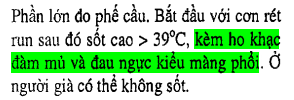 Phần lớn do phế cầu. Bắt đầu với cơn rét
run sau đó sốt cao > 39°C, kèm ho khạc
đàm mủ và đau ngực kiểu màng phổi. Ở
người già có thể không sốt.